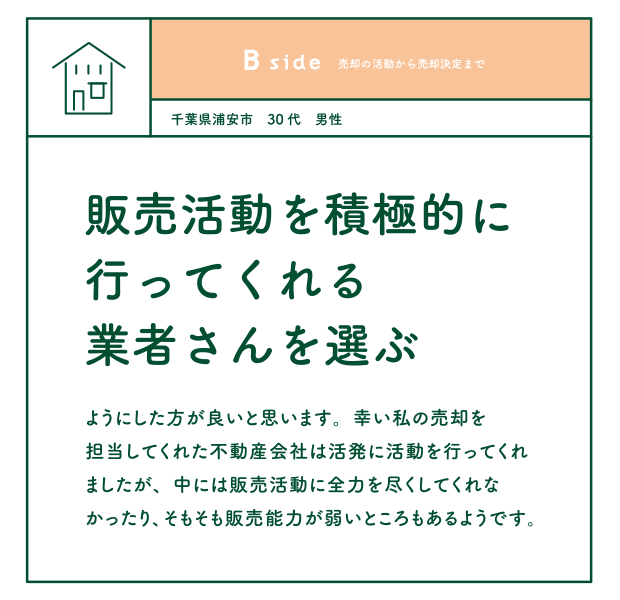 B side 売却の活動から売却決定まで
千葉県浦安市 30代 男性
販売活動を積極的に
行ってくれる
業者さんを選ぶ
ようにした方が良いと思います。幸い私の売却を
担当してくれた不動産会社は活発に活動を行ってくれ
ましたが、中には販売活動に全力を尽くしてくれな
かったり、そもそも販売能力が弱いところもあるようです。